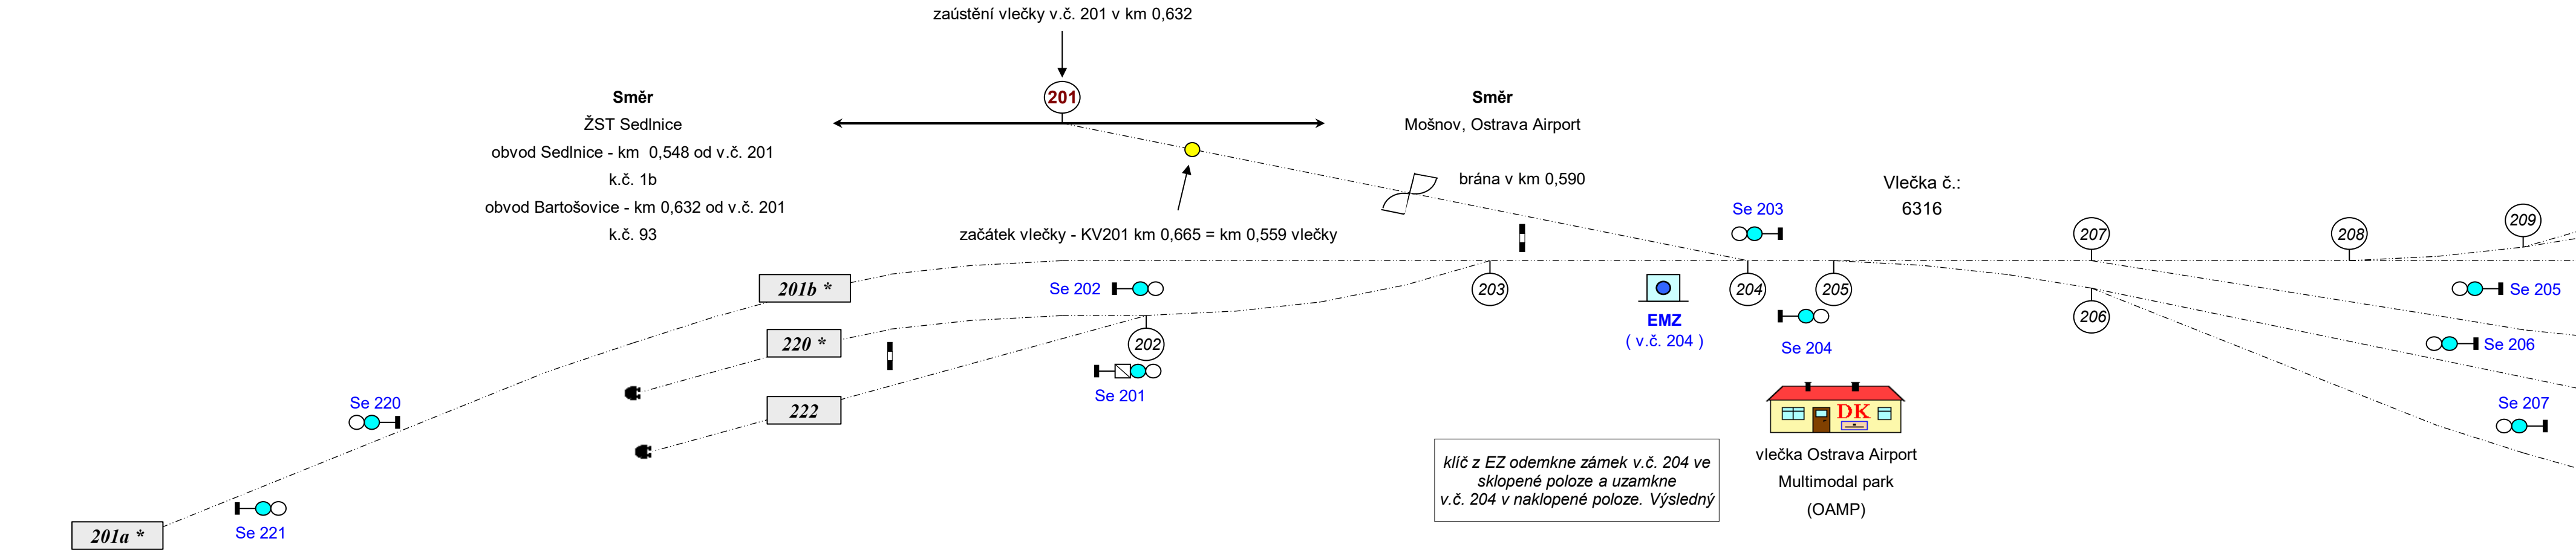 zaústění vlečky v.č. 201 v km 0,632
201
Směr
ŽST Sedlnice
obvod Sedlnice - km 0,548 od v.č. 201
k.č. 1b
obvod Bartošovice - km 0,632 od v.č. 201
k.č. 93
Směr
Mošnov, Ostrava Airport
brána v km 0,590
začátek vlečky - KV201 km 0,665 = km 0,559 vlečky
Vlečka č.:
6316
Se 203
207
208
209
201b *
Se 202
203
EMZ
( v.č. 204 )
204
205
206
Se 204
Se 205
Se 206
220 *
202
Se 201
222
Se 220
Se 207
DK
vlečka Ostrava Airport
Multimodal park
(OAMP)
klíč z EZ odemkne zámek v.č. 204 ve
sklopené poloze a uzamkne
v.č. 204 v naklopené poloze. Výsledný
Se 221
201a *